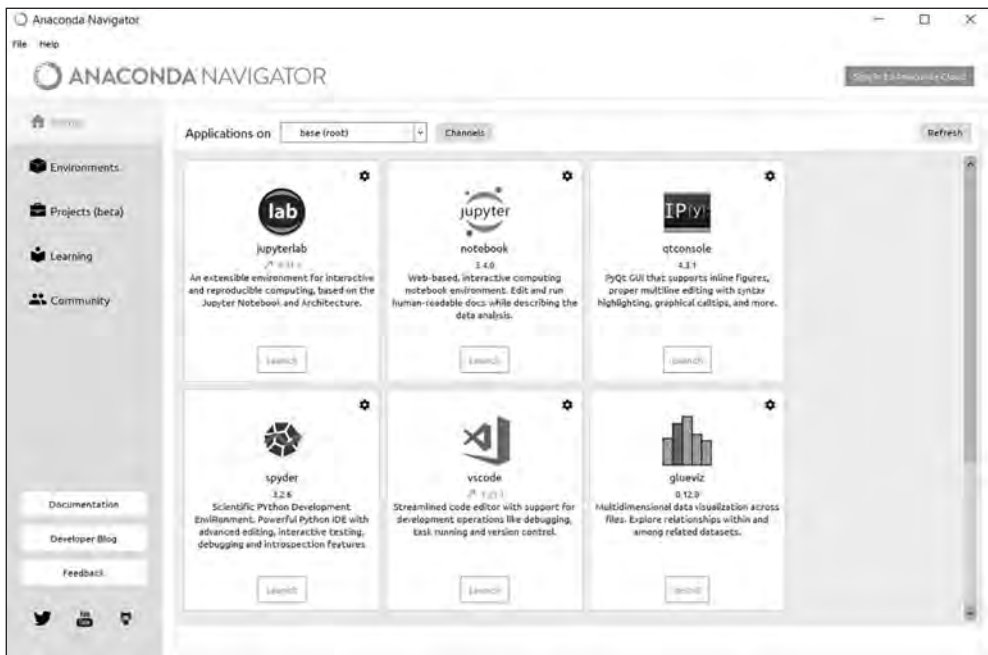 Anaconda Navigator
File Help
ANACONDA NAVIGATOR
Home
Applications on base (root) Channels Refresh
Environments
Projects (beta)
Learning
Community
jupyterlab
An extensible environment for interactive
and reproducible computing, based on the
Jupyter Notebook and Architecture.
Launch
jupyter
notebook
5.4.0
Web-based, interactive computing
notebook environment. Edit and run
human-readable docs while describing the
data analysis.
Launch
IP[y]
qtconsole
4.3.1
PyQt GUI that supports inline figures,
proper multiline editing with syntax
highlighting, graphical calltips, and more.
Launch
lab
spyder
3.2.6
Scientific PYthon Development
EnviRonment. Powerful Python IDE with
advanced editing, interactive testing,
debugging and introspection features
Launch
vscode
Streamlined code editor with support for
development operations like debugging,
task running and version control.
Launch
glueviz
0.12.0
Multidimensional data visualization across
files. Explore relationships within and
among related datasets.
Install
Documentation
Developer Blog
Feedback
You
Tube